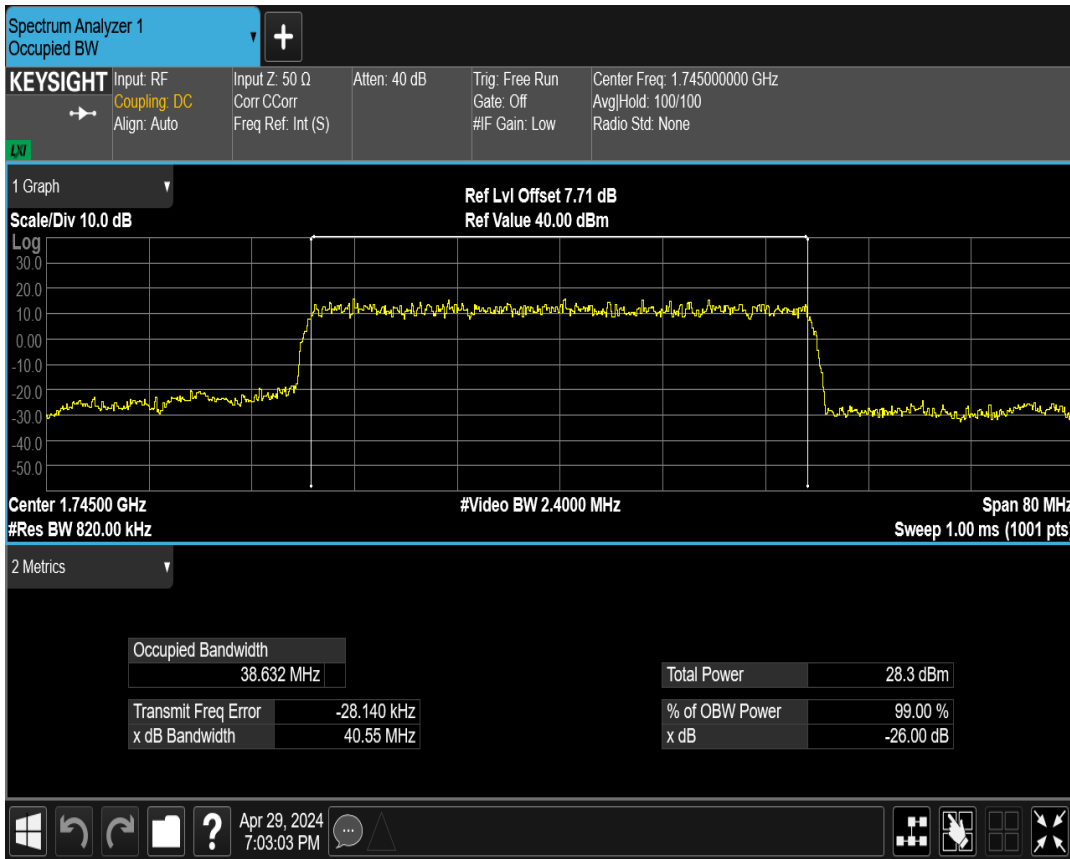 Spectrum Analyzer 1
Occupied BW
KEYSIGHT
LXI
Input: RF
Coupling: DC
Align: Auto
Input Z: 50 Ω
Corr CCorr
Freq Ref: Int (S)
Atten: 40 dB
Trig: Free Run
Gate: Off
#IF Gain: Low
Center Freq: 1.745000000 GHz
Avg|Hold: 100/100
Radio Std: None
1 Graph
Scale/Div 10.0 dB
Ref Lvl Offset 7.71 dB
Ref Value 40.00 dBm
Log
30.0
20.0
10.0
0.00
-10.0
-20.0
-30.0
-40.0
-50.0
Center 1.74500 GHz
#Video BW 2.4000 MHz
Span 80 MHz
#Res BW 820.00 kHz
Sweep 1.00 ms (1001 pts)
2 Metrics
Occupied Bandwidth
38.632 MHz
Total Power 28.3 dBm
Transmit Freq Error -28.140 kHz
% of OBW Power 99.00 %
x dB Bandwidth 40.55 MHz
x dB -26.00 dB
?
Apr 29, 2024
7:03:03 PM